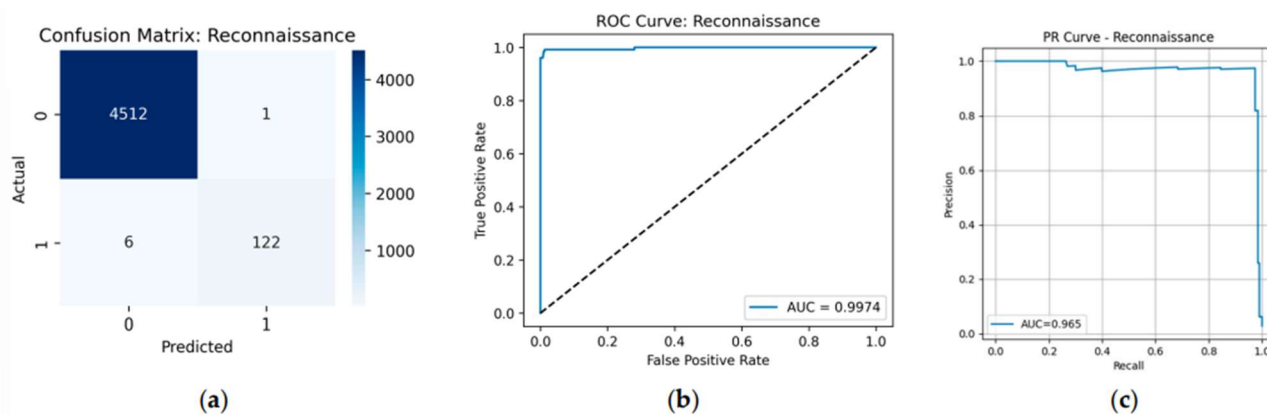 Confusion Matrix: Reconnaissance
4512
1
6
122
0
1
Actual
0
1
Predicted
4000
3000
2000
1000
(a)
ROC Curve: Reconnaissance
1.0
0.8
0.6
0.4
0.2
0.0
True Positive Rate
AUC = 0.9974
0.0 0.2 0.4 0.6 0.8 1.0
False Positive Rate
(b)
PR Curve - Reconnaissance
1.0
0.8
0.6
0.4
0.2
0.0
Precision
AUC=0.965
0.0 0.2 0.4 0.6 0.8 1.0
Recall
(c)